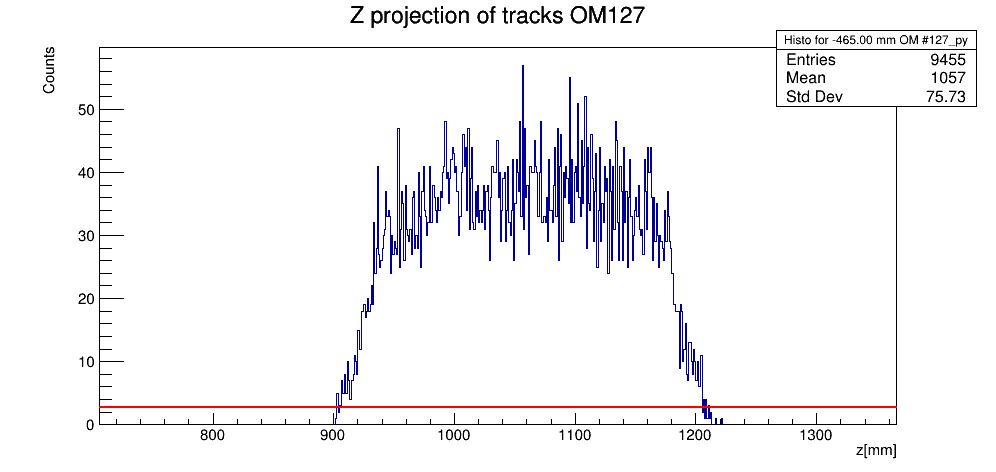 Z projection of tracks OM127
Histo for -465.00 mm OM #127_py
Entries 9455
Mean 1057
Std Dev 75.73
Counts
50
40
30
20
10
0
800 900 1000 1100 1200 1300
z[mm]